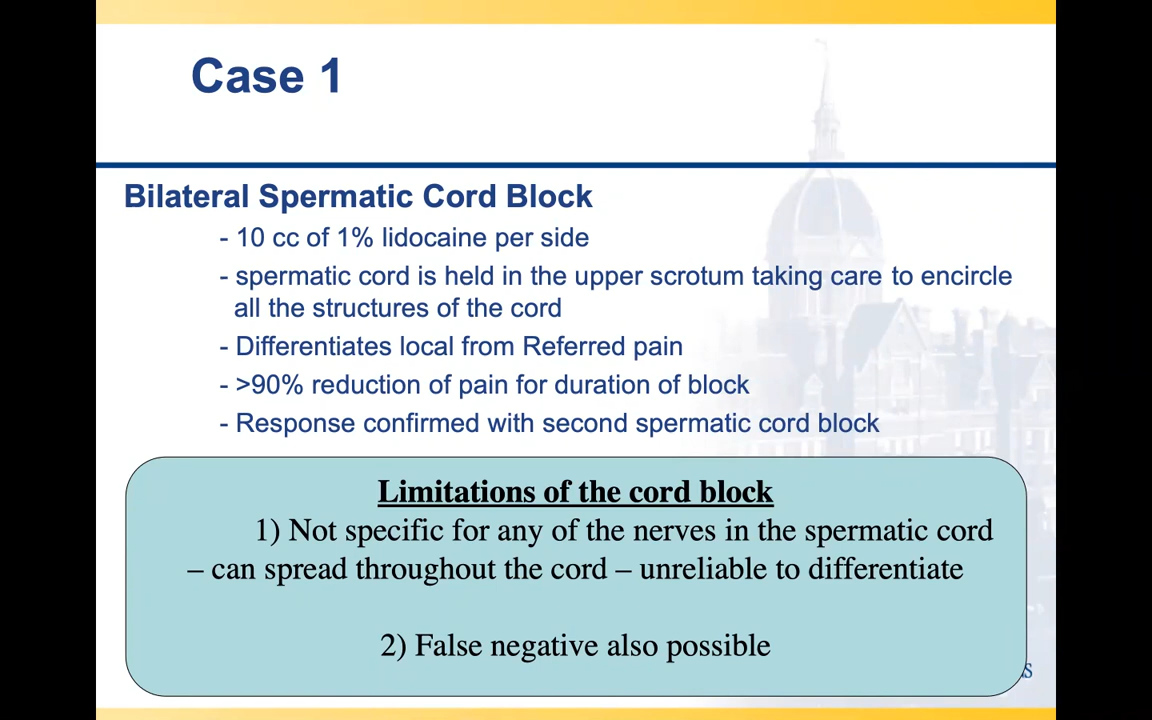 Case 1
Bilateral Spermatic Cord Block
- 10 cc of 1% lidocaine per side
- spermatic cord is held in the upper scrotum taking care to encircle
all the structures of the cord
- Differentiates local from Referred pain
- >90% reduction of pain for duration of block
- Response confirmed with second spermatic cord block
Limitations of the cord block
1) Not specific for any of the nerves in the spermatic cord
– can spread throughout the cord – unreliable to differentiate
2) False negative also possible